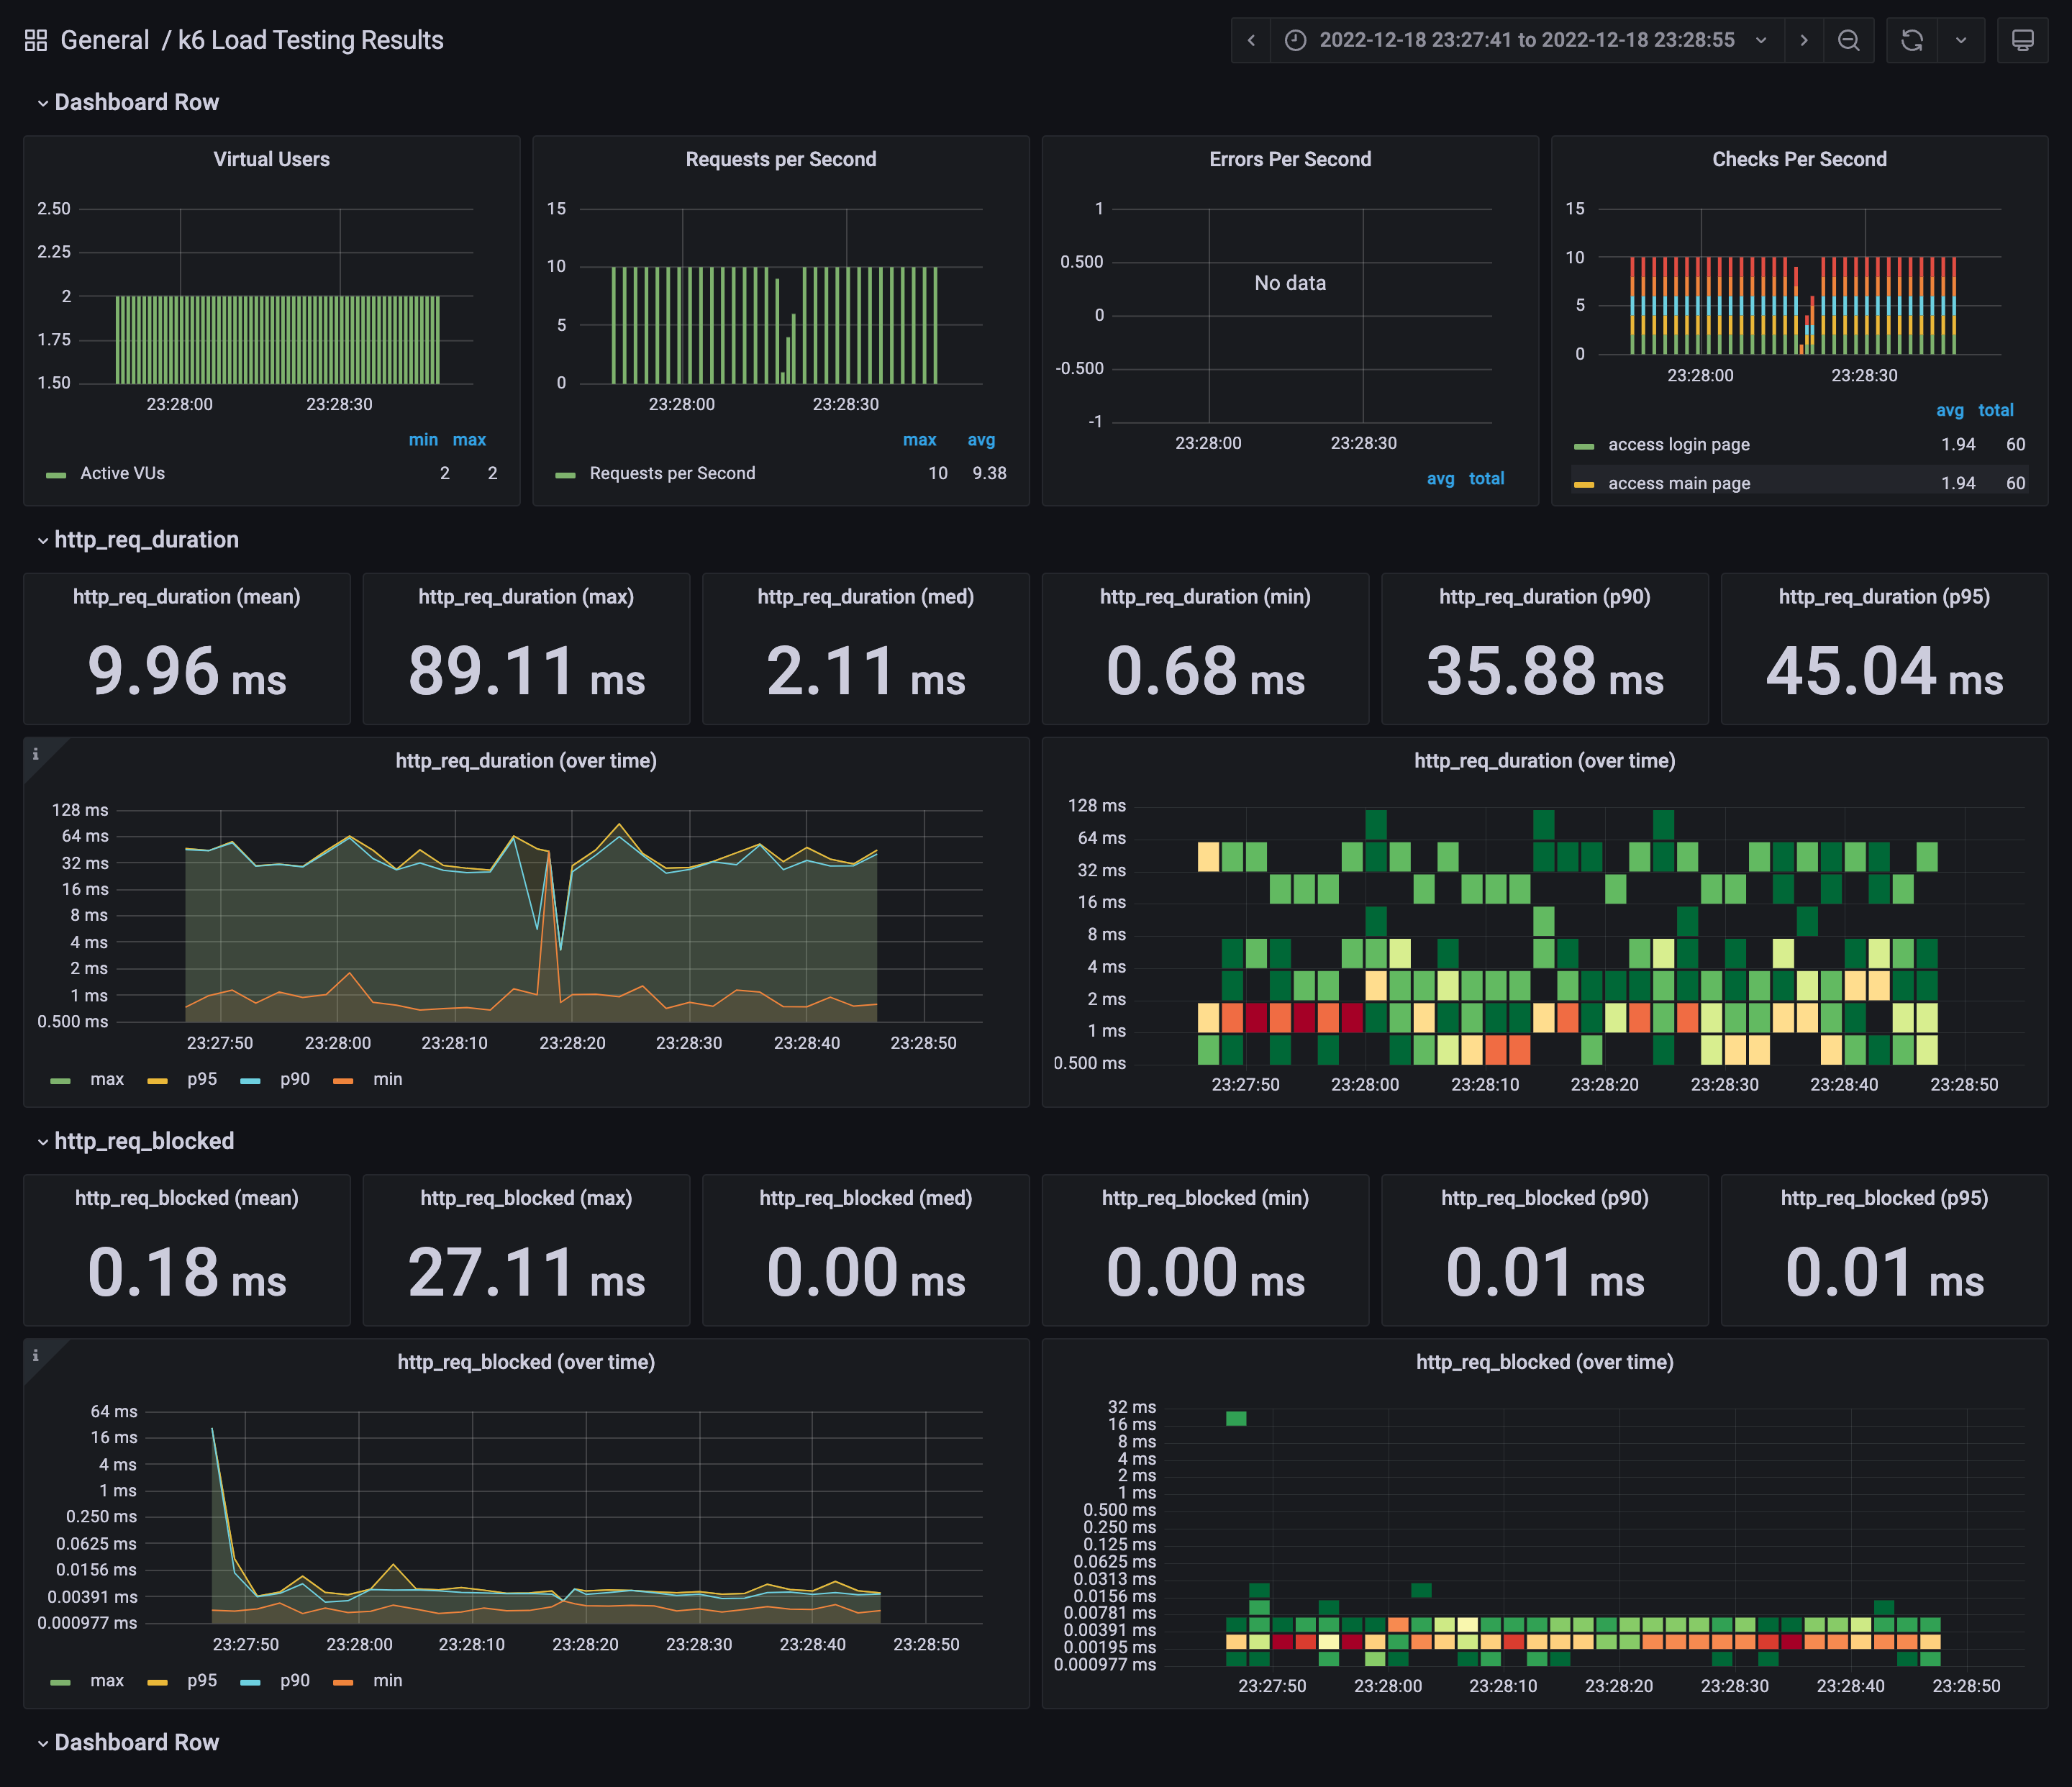 General / k6 Load Testing Results
2022-12-18 23:27:41 to 2022-12-18 23:28:55
Dashboard Row
Virtual Users
2.50
2.25
2
1.75
1.50
23:28:00 23:28:30
min max
Active VUs 2 2
Requests per Second
15
10
5
0
23:28:00 23:28:30
max avg
Requests per Second 10 9.38
Errors Per Second
1
0.500
0
-0.500
-1
No data
23:28:00 23:28:30
avg total
Checks Per Second
15
10
5
0
23:28:00 23:28:30
avg total
access login page 1.94 60
access main page 1.94 60
http_req_duration
http_req_duration (mean)
9.96 ms
http_req_duration (max)
89.11 ms
http_req_duration (med)
2.11 ms
http_req_duration (min)
0.68 ms
http_req_duration (p90)
35.88 ms
http_req_duration (p95)
45.04 ms
i
http_req_duration (over time)
128 ms
64 ms
32 ms
16 ms
8 ms
4 ms
2 ms
1 ms
0.500 ms
23:27:50 23:28:00 23:28:10 23:28:20 23:28:30 23:28:40 23:28:50
max p95 p90 min
http_req_duration (over time)
128 ms
64 ms
32 ms
16 ms
8 ms
4 ms
2 ms
1 ms
0.500 ms
23:27:50 23:28:00 23:28:10 23:28:20 23:28:30 23:28:40 23:28:50
http_req_blocked
http_req_blocked (mean)
0.18 ms
http_req_blocked (max)
27.11 ms
http_req_blocked (med)
0.00 ms
http_req_blocked (min)
0.00 ms
http_req_blocked (p90)
0.01 ms
http_req_blocked (p95)
0.01 ms
i
http_req_blocked (over time)
64 ms
16 ms
4 ms
1 ms
0.250 ms
0.0625 ms
0.0156 ms
0.00391 ms
0.000977 ms
23:27:50 23:28:00 23:28:10 23:28:20 23:28:30 23:28:40 23:28:50
max p95 p90 min
http_req_blocked (over time)
32 ms
16 ms
8 ms
4 ms
2 ms
1 ms
0.500 ms
0.250 ms
0.125 ms
0.0625 ms
0.0313 ms
0.0156 ms
0.00781 ms
0.00391 ms
0.00195 ms
0.000977 ms
23:27:50 23:28:00 23:28:10 23:28:20 23:28:30 23:28:40 23:28:50
Dashboard Row